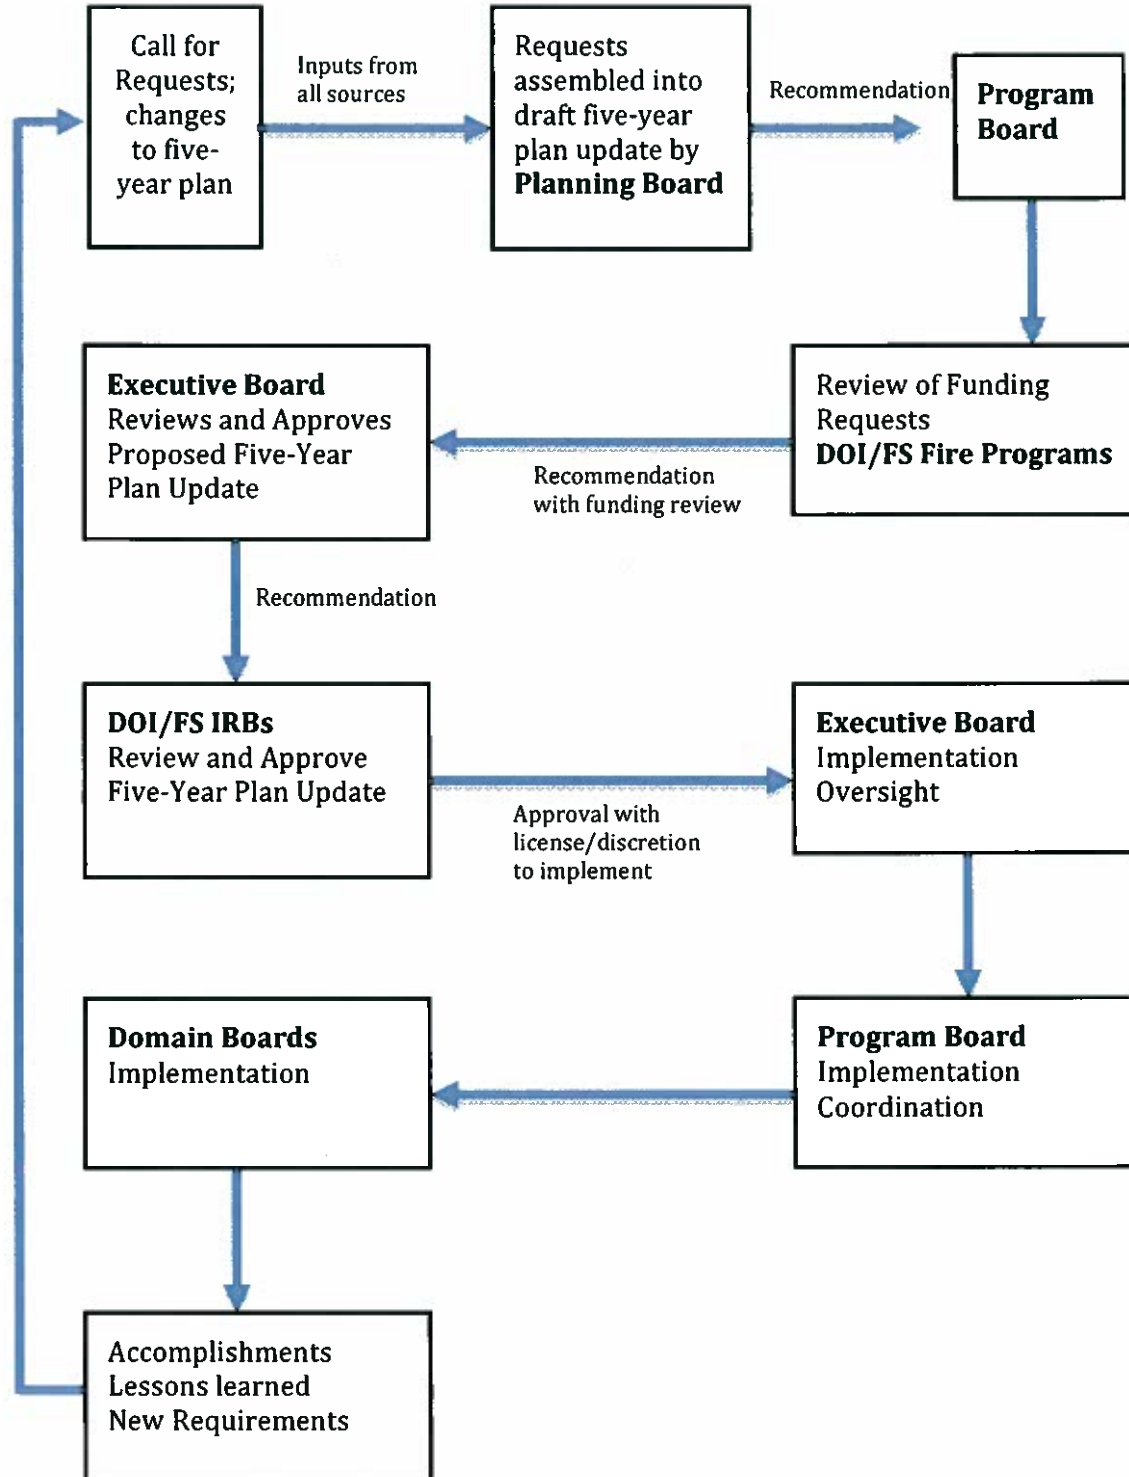 Call for
Requests;
changes
to five-
year plan
Inputs from
all sources
Requests
assembled into
draft five-year
plan update by
Planning Board
Recommendation
Program
Board
Executive Board
Reviews and Approves
Proposed Five-Year
Plan Update
Recommendation
with funding review
Review of Funding
Requests
DOI/FS Fire Programs
Recommendation
DOI/FS IRBs
Review and Approve
Five-Year Plan Update
Approval with
license/discretion
to implement
Executive Board
Implementation
Oversight
Domain Boards
Implementation
Program Board
Implementation
Coordination
Accomplishments
Lessons learned
New Requirements